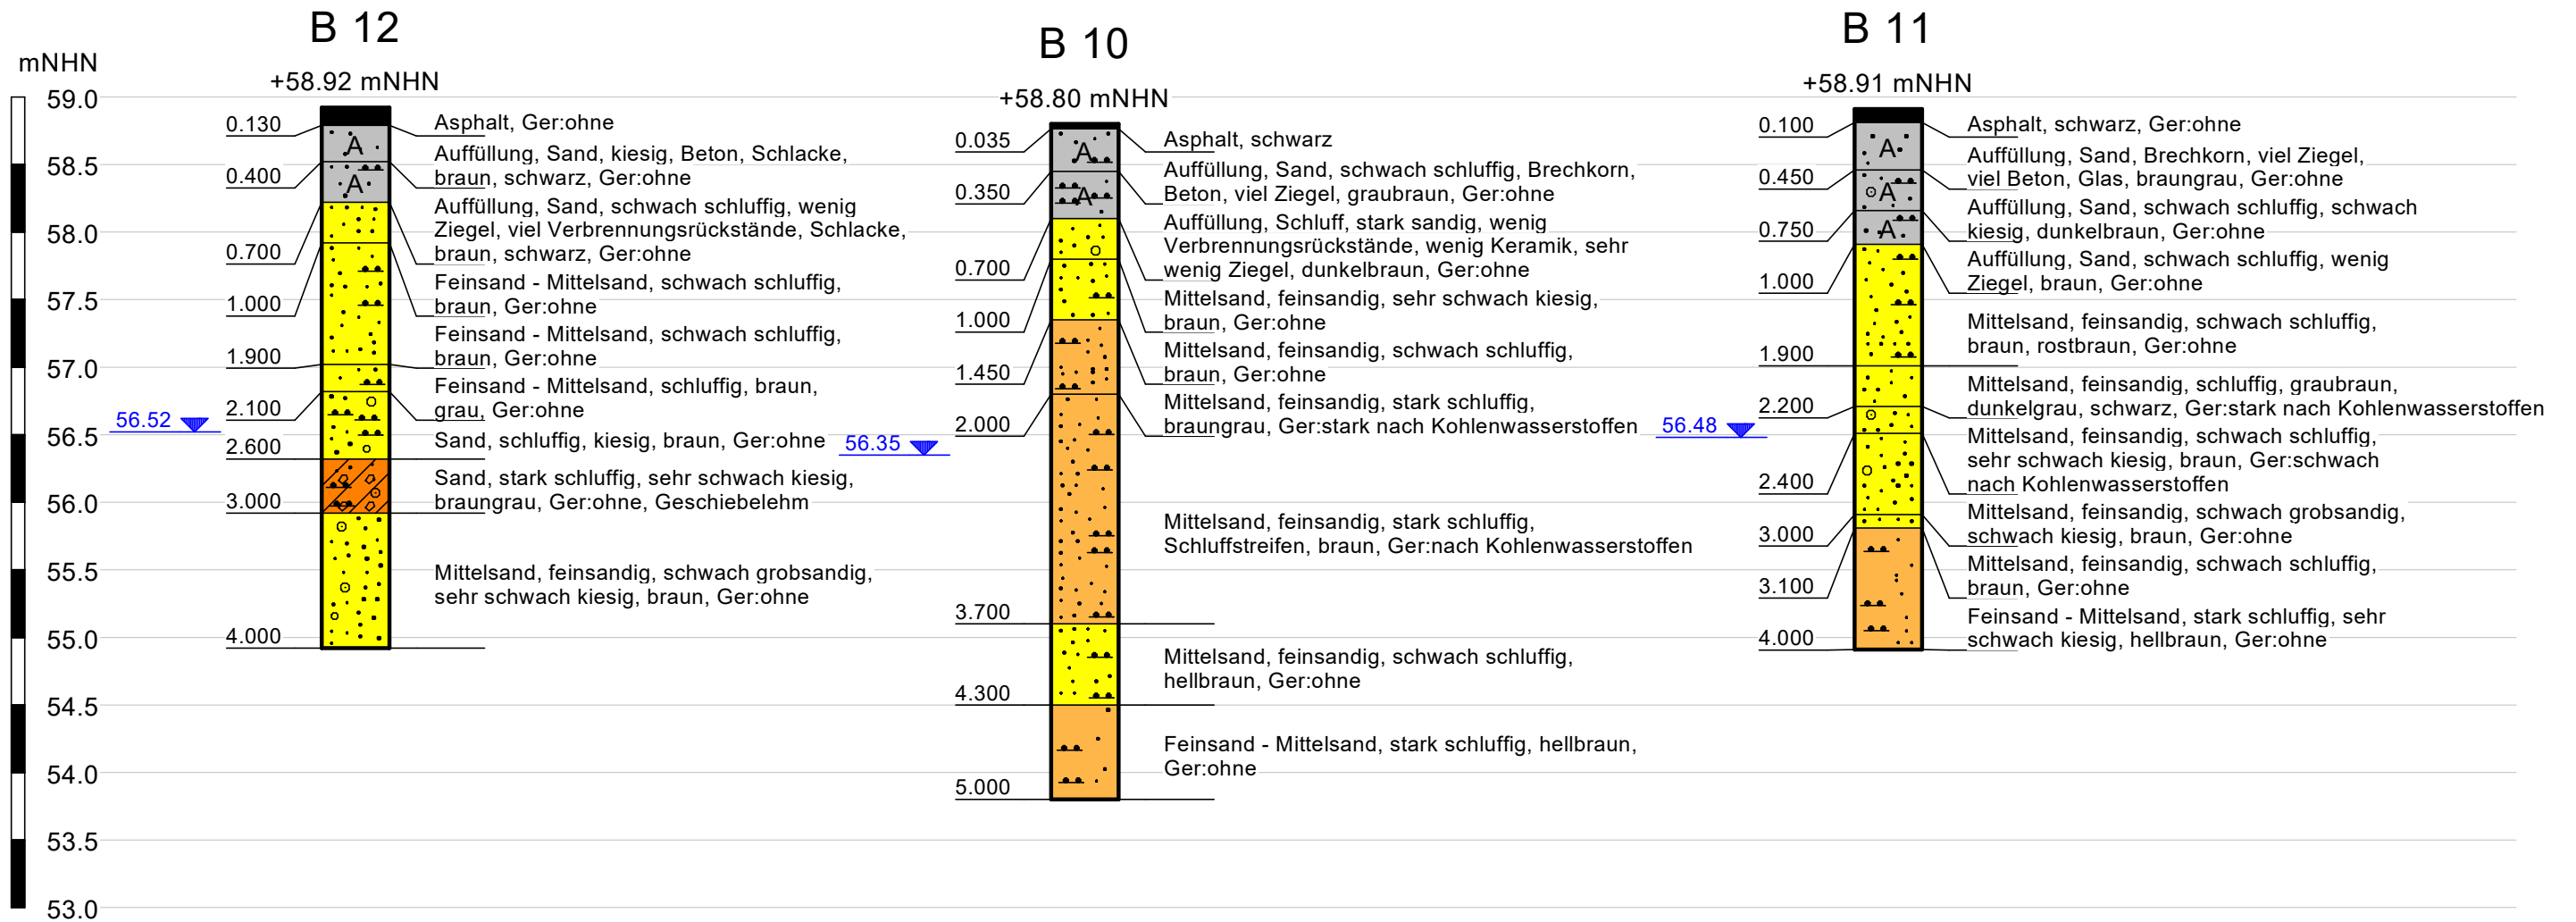 B 12
B 10
B 11
mNHN
59.0
58.5
58.0
57.5
57.0
56.5
56.0
55.5
55.0
54.5
54.0
53.5
53.0
+58.92 mNHN
0.130
0.400
0.700
1.000
1.900
2.100
2.600
3.000
4.000
56.52
A
A
Asphalt, Ger:ohne
Auffüllung, Sand, kiesig, Beton, Schlacke,
braun, schwarz, Ger:ohne
Auffüllung, Sand, schwach schluffig, wenig
Ziegel, viel Verbrennungsrückstände, Schlacke,
braun, schwarz, Ger:ohne
Feinsand - Mittelsand, schwach schluffig,
braun, Ger:ohne
Feinsand - Mittelsand, schwach schluffig,
braun, Ger:ohne
Feinsand - Mittelsand, schluffig, braun,
grau, Ger:ohne
Sand, schluffig, kiesig, braun, Ger:ohne
Sand, stark schluffig, sehr schwach kiesig,
braungrau, Ger:ohne, Geschiebelehm
Mittelsand, feinsandig, schwach grobsandig,
sehr schwach kiesig, braun, Ger:ohne
+58.80 mNHN
0.035
0.350
0.700
1.000
1.450
2.000
3.700
4.300
5.000
56.35
A
A
Asphalt, schwarz
Auffüllung, Sand, schwach schluffig, Brechkorn,
Beton, viel Ziegel, graubraun, Ger:ohne
Auffüllung, Schluff, stark sandig, wenig
Verbrennungsrückstände, wenig Keramik, sehr
wenig Ziegel, dunkelbraun, Ger:ohne
Mittelsand, feinsandig, sehr schwach kiesig,
braun, Ger:ohne
Mittelsand, feinsandig, schwach schluffig,
braun, Ger:ohne
Mittelsand, feinsandig, stark schluffig,
braungrau, Ger:stark nach Kohlenwasserstoffen
Mittelsand, feinsandig, stark schluffig,
Schluffstreifen, braun, Ger:nach Kohlenwasserstoffen
Mittelsand, feinsandig, schwach schluffig,
hellbraun, Ger:ohne
Feinsand - Mittelsand, stark schluffig, hellbraun,
Ger:ohne
+58.91 mNHN
0.100
0.450
0.750
1.000
1.900
2.200
2.400
3.000
3.100
4.000
56.48
A
A
A
Asphalt, schwarz, Ger:ohne
Auffüllung, Sand, Brechkorn, viel Ziegel,
viel Beton, Glas, braungrau, Ger:ohne
Auffüllung, Sand, schwach schluffig, schwach
kiesig, dunkelbraun, Ger:ohne
Auffüllung, Sand, schwach schluffig, wenig
Ziegel, braun, Ger:ohne
Mittelsand, feinsandig, schwach schluffig,
braun, rostbraun, Ger:ohne
Mittelsand, feinsandig, schluffig, graubraun,
dunkelgrau, schwarz, Ger:stark nach Kohlenwasserstoffen
Mittelsand, feinsandig, schwach schluffig,
sehr schwach kiesig, braun, Ger:schwach
nach Kohlenwasserstoffen
Mittelsand, feinsandig, schwach grobsandig,
schwach kiesig, braun, Ger:ohne
Mittelsand, feinsandig, schwach schluffig,
braun, Ger:ohne
Feinsand - Mittelsand, stark schluffig, sehr
schwach kiesig, hellbraun, Ger:ohne